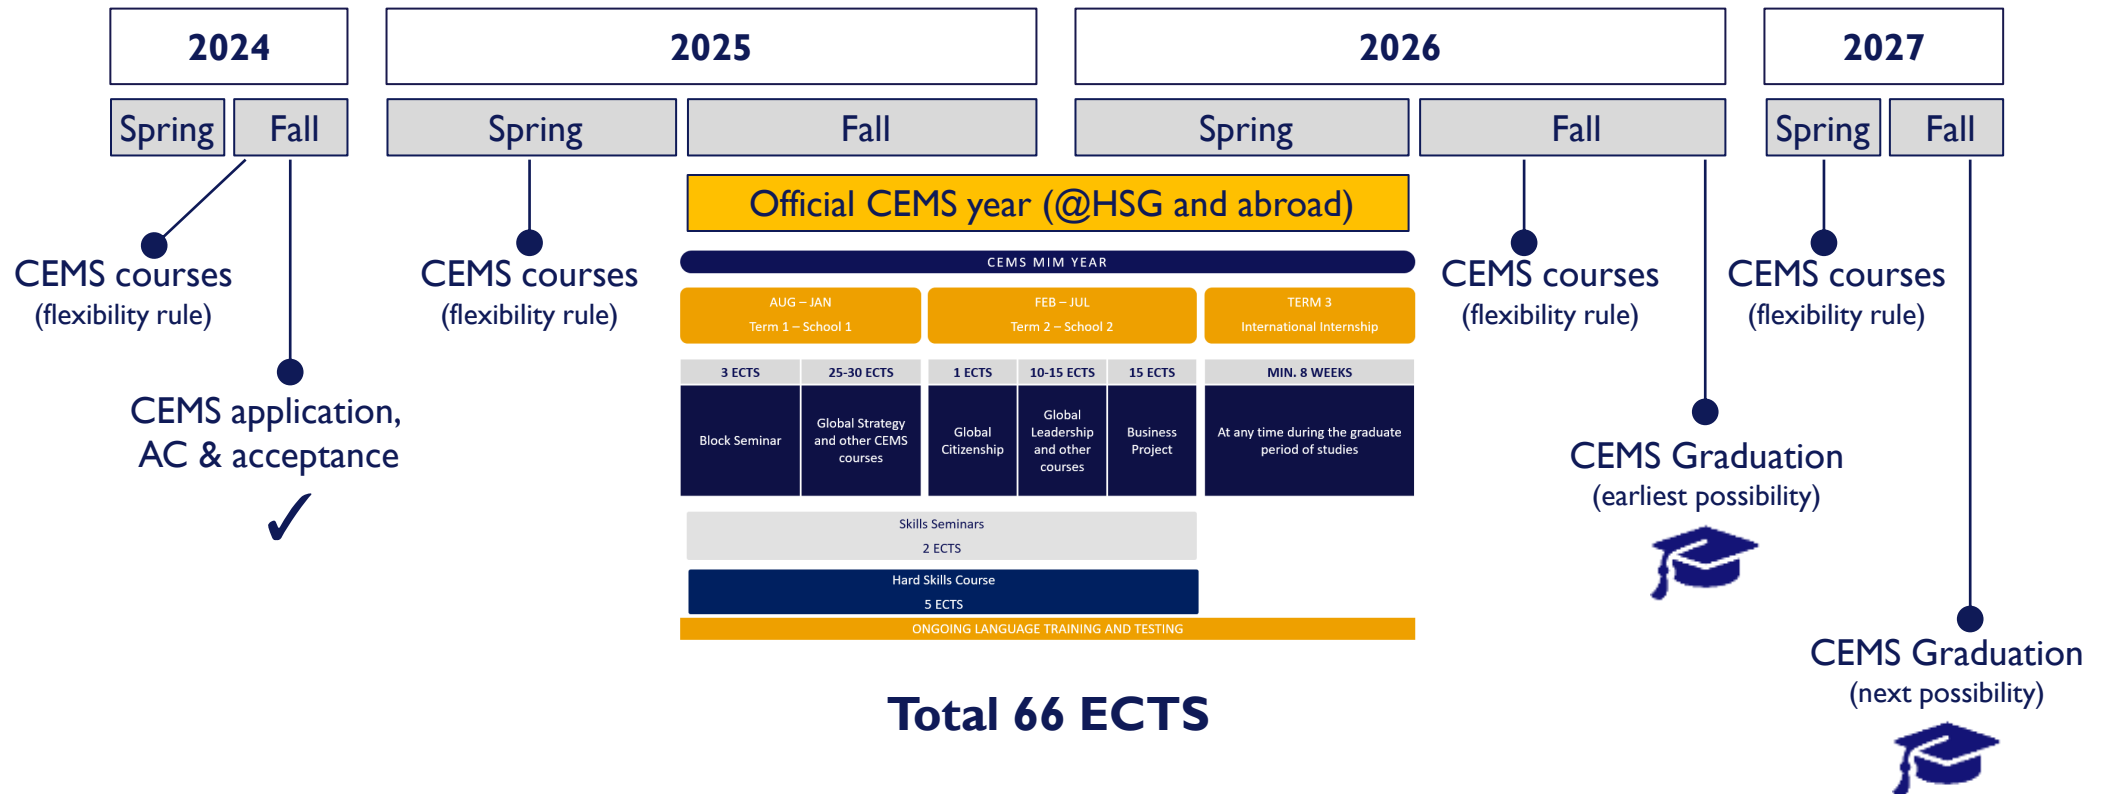 2024
2025
2026
2027
Spring
Fall
Spring
Fall
Spring
Fall
Spring
Fall
Official CEMS year (@HSG and abroad)
CEMS courses
(flexibility rule)
CEMS application,
AC & acceptance
CEMS courses
(flexibility rule)
CEMS MIM YEAR
AUG – JAN
Term 1 – School 1
FEB – JUL
Term 2 – School 2
TERM 3
International Internship
3 ECTS
25-30 ECTS
1 ECTS
10-15 ECTS
15 ECTS
MIN. 8 WEEKS
Block Seminar
Global Strategy
and other CEMS
courses
Global
Citizenship
Global
Leadership
and other
courses
Business
Project
At any time during the graduate
period of studies
Skills Seminars
2 ECTS
Hard Skills Course
5 ECTS
ONGOING LANGUAGE TRAINING AND TESTING
Total 66 ECTS
CEMS courses
(flexibility rule)
CEMS Graduation
(earliest possibility)
CEMS courses
(flexibility rule)
CEMS Graduation
(next possibility)